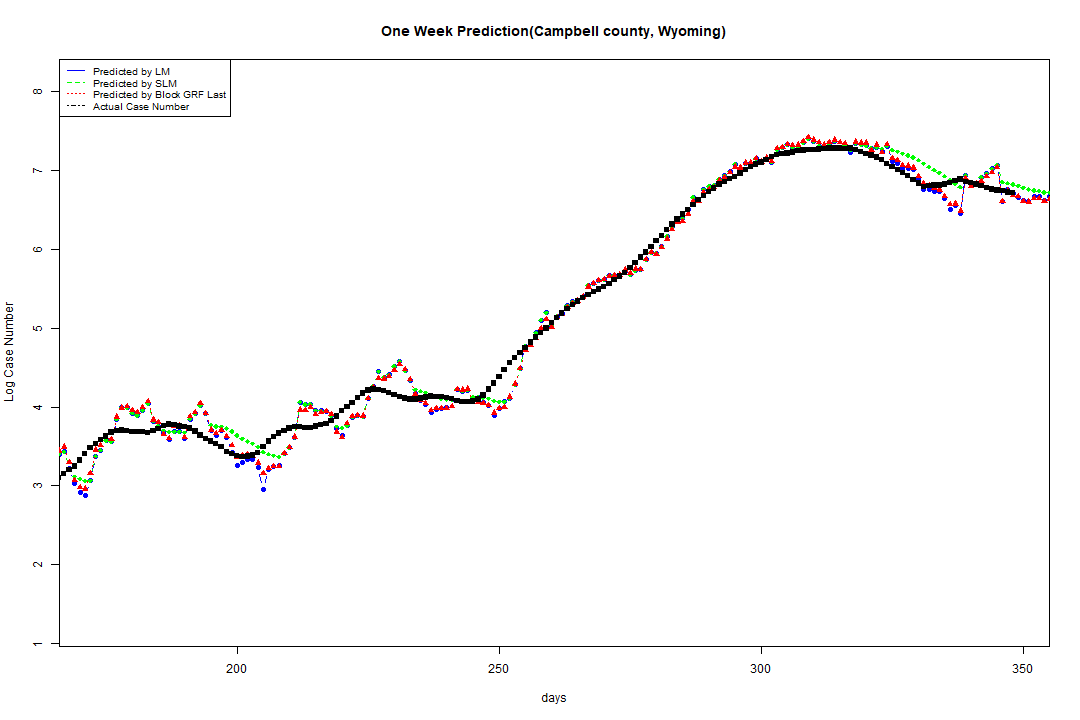 One Week Prediction(Campbell county, Wyoming)
Predicted by LM
Predicted by SLM
Predicted by Block GRF Last
Actual Case Number
8
7
6
5
4
3
2
1
Log Case Number
200 250 300 350
days